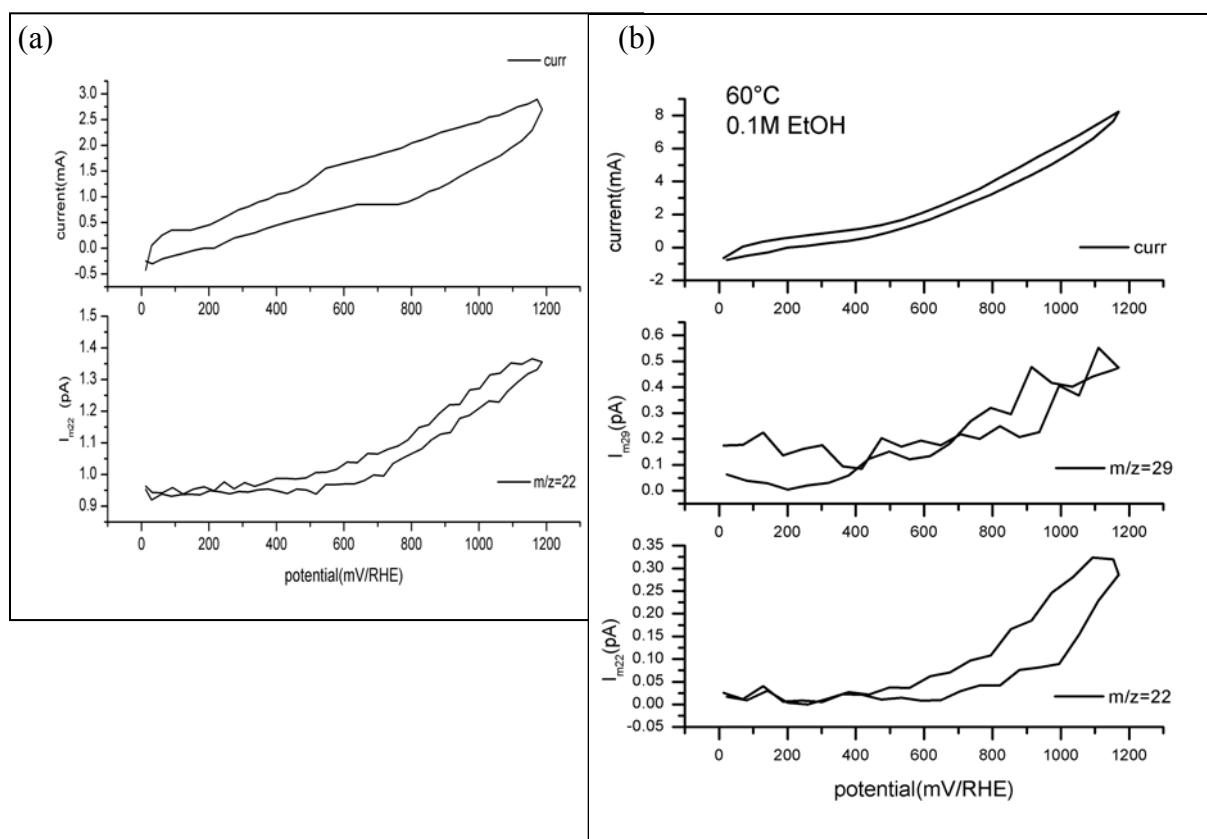 (a)
curr
3.0
2.5
2.0
1.5
1.0
0.5
0.0
-0.5
current(mA)
0 200 400 600 800 1000 1200
1.5
1.4
1.3
1.2
1.1
1.0
0.9
I m22 (pA)
m/z=22
0 200 400 600 800 1000 1200
potential(mV/RHE)
(b)
60°C
0.1M EtOH
8
6
4
2
0
-2
current(mA)
curr
0 200 400 600 800 1000 1200
0.6
0.5
0.4
0.3
0.2
0.1
0.0
I m29 (pA)
m/z=29
0 200 400 600 800 1000 1200
0.35
0.30
0.25
0.20
0.15
0.10
0.05
0.00
-0.05
I m22 (pA)
m/z=22
0 200 400 600 800 1000 1200
potential(mV/RHE)